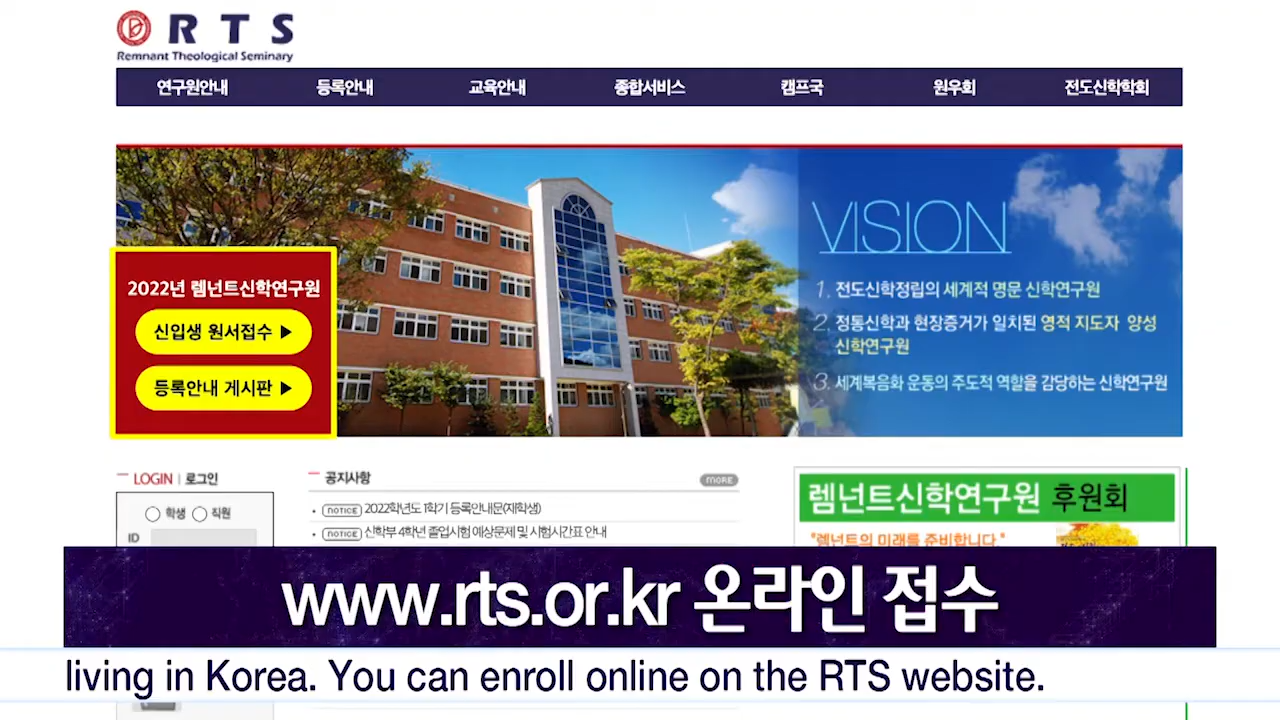 RTS
Remnant Theological Seminary
연구원안내 등록안내 교육안내 종합서비스 캠프국 원우회 전도신학학회
VISION
1. 전도신학정립의 세계적 명문 신학연구원
2. 정통신학과 현장증거가 일치된 영적 지도자 양성
신학연구원
3. 세계복음화 운동의 주도적 역할을 감당하는 신학연구원
2022년 렘넌트신학연구원
신입생 원서접수 ▶
등록안내 게시판 ▶
LOGIN | 로그인
학생 직원
ID
공지사항
MORE
NOTICE 2022학년도 1학기 등록안내문(재학생)
NOTICE 신학부 4학년 졸업시험 예상문제 및 시험시간표 안내
렘넌트신학연구원 후원회
"렘넌트의 미래를 준비합니다."
www.rts.or.kr 온라인 접수
living in Korea. You can enroll online on the RTS website.